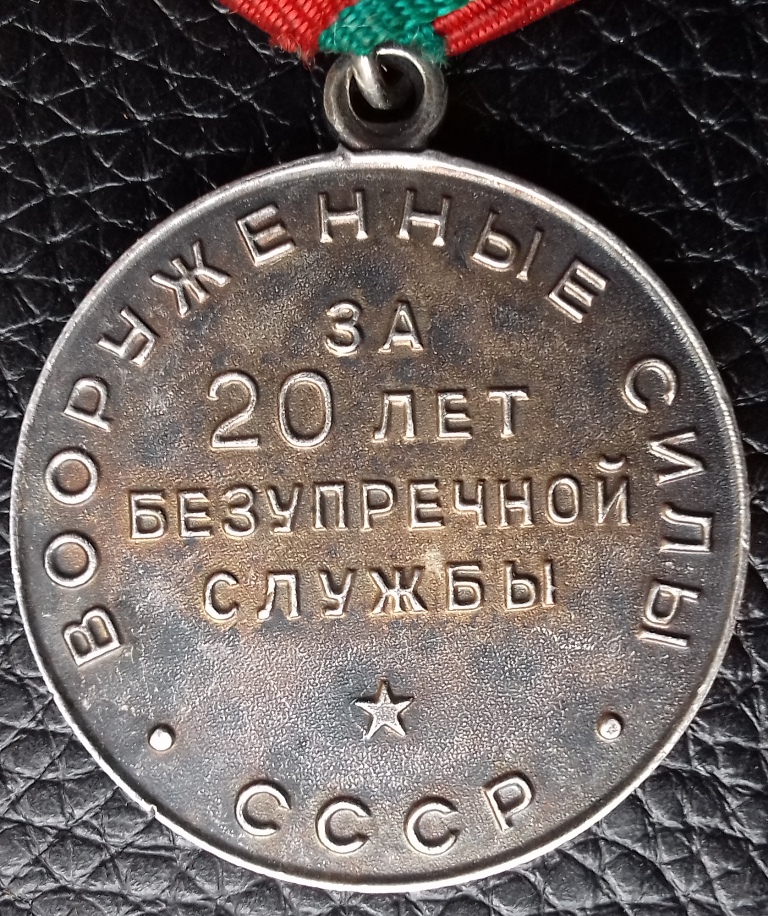 ВООРУЖЕННЫЕ СИЛЫ
ЗА
20 ЛЕТ
БЕЗУПРЕЧНОЙ
СЛУЖБЫ
СССР